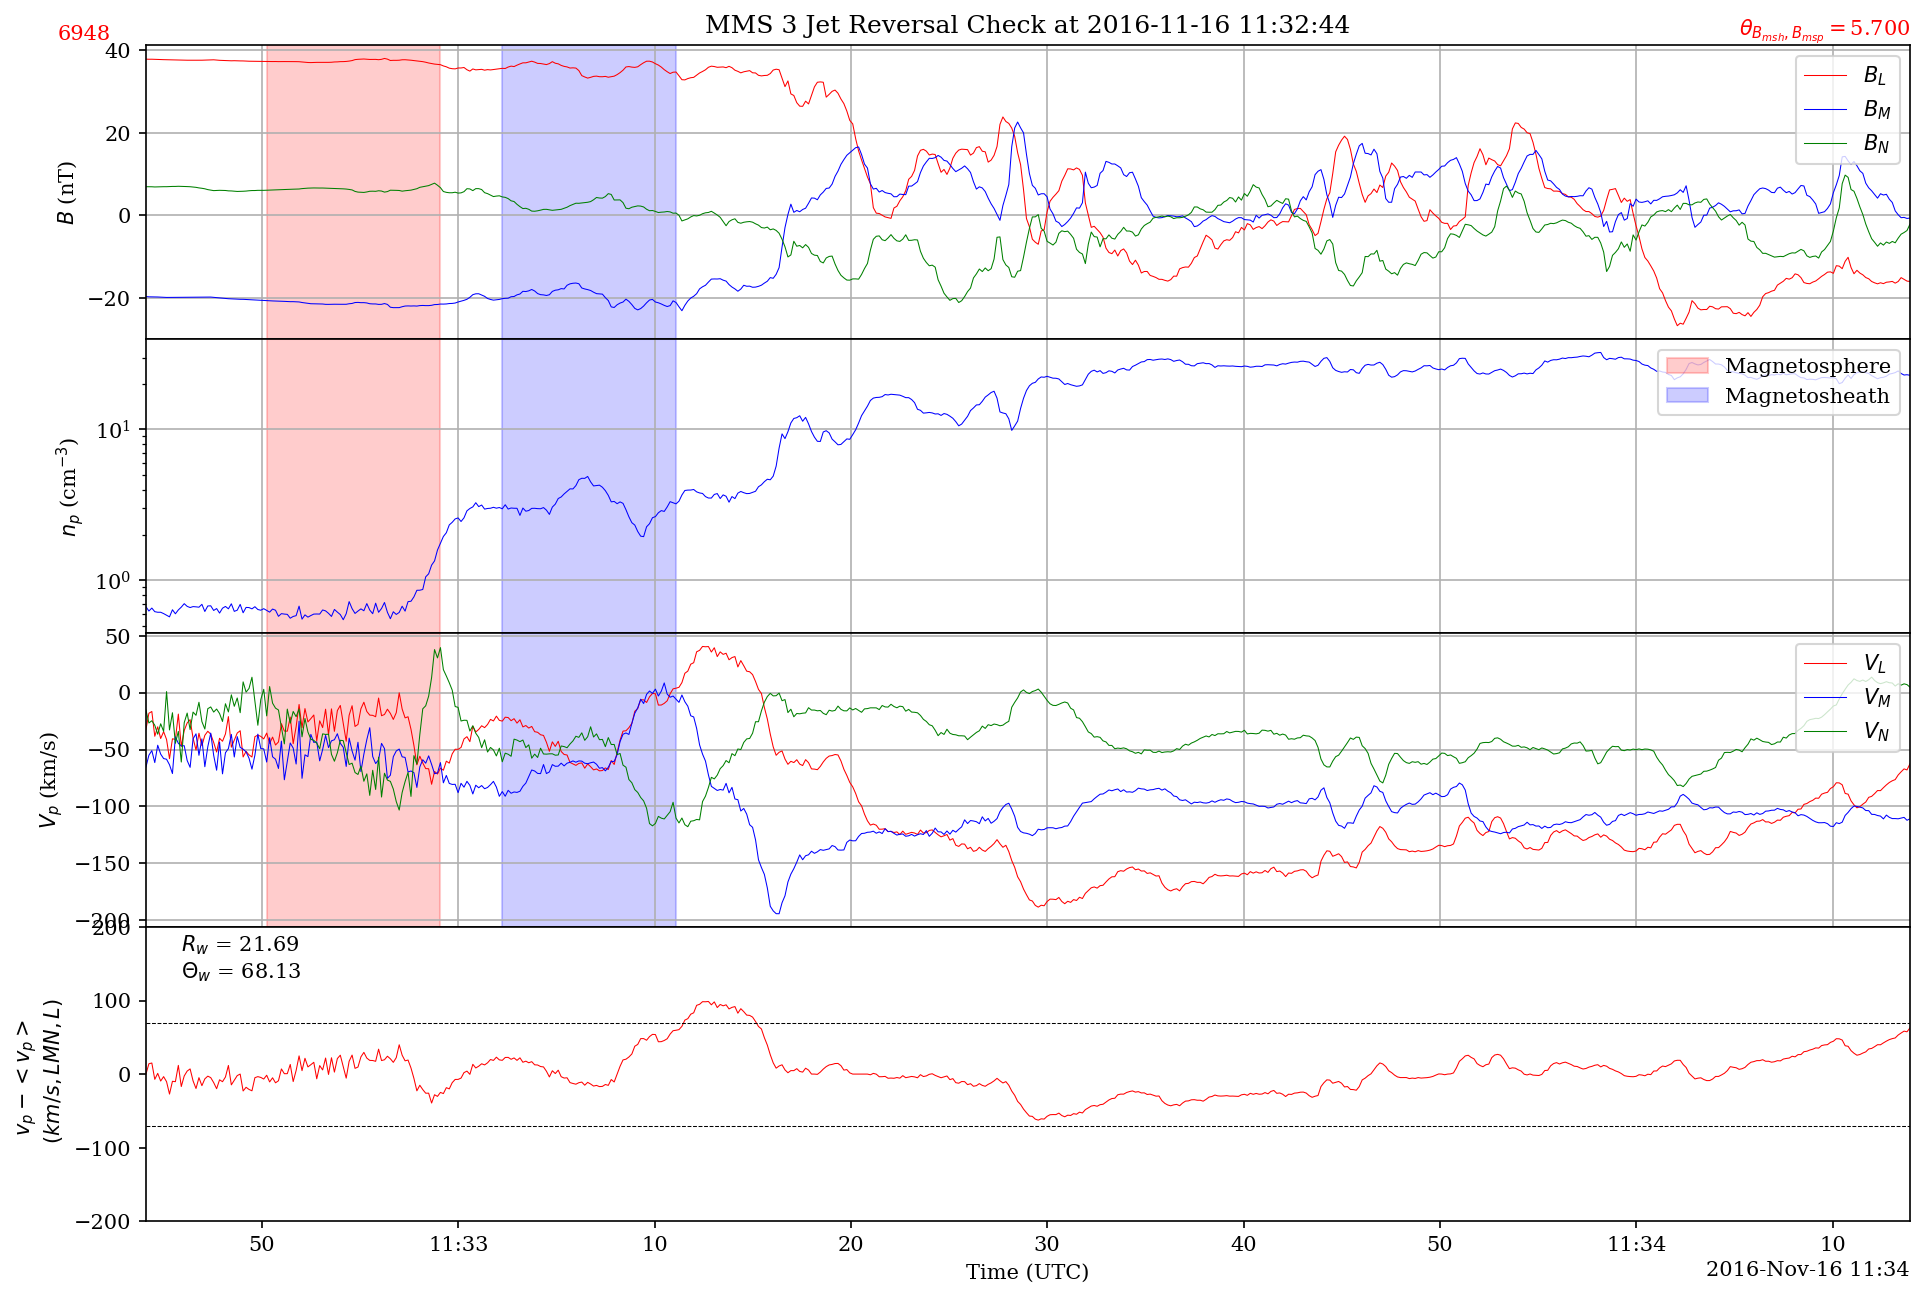 6948
MMS 3 Jet Reversal Check at 2016-11-16 11:32:44
θ_{B_{msh}, B_{msp}} = 5.700
40
20
0
−20
B (nT)
B_L
B_M
B_N
10^1
10^0
n_p (cm^{−3})
Magnetosphere
Magnetosheath
50
0
−50
−100
−150
−200
V_p (km/s)
V_L
V_M
V_N
200
100
0
−100
−200
v_p − <v_p>
(km/s, LMN, L)
R_w = 21.69
Θ_w = 68.13
50
11:33
10
20
30
40
50
11:34
10
Time (UTC)
2016-Nov-16 11:34